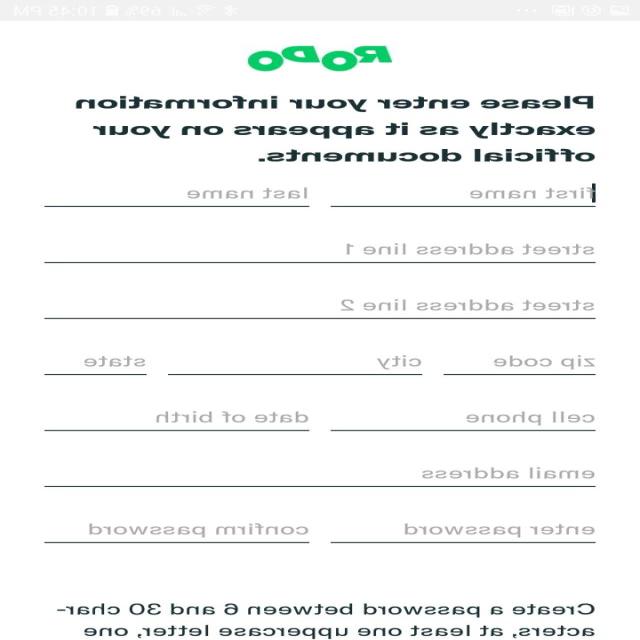 10:45 PM
69%
RoDo
Please enter your information
exactly as it appears on your
official documents.
first name last name
street address line 1
street address line 2
zip code city state
cell phone date of birth
email address
enter password confirm password
Create a password between 6 and 30 char-
acters, at least one uppercase letter, one